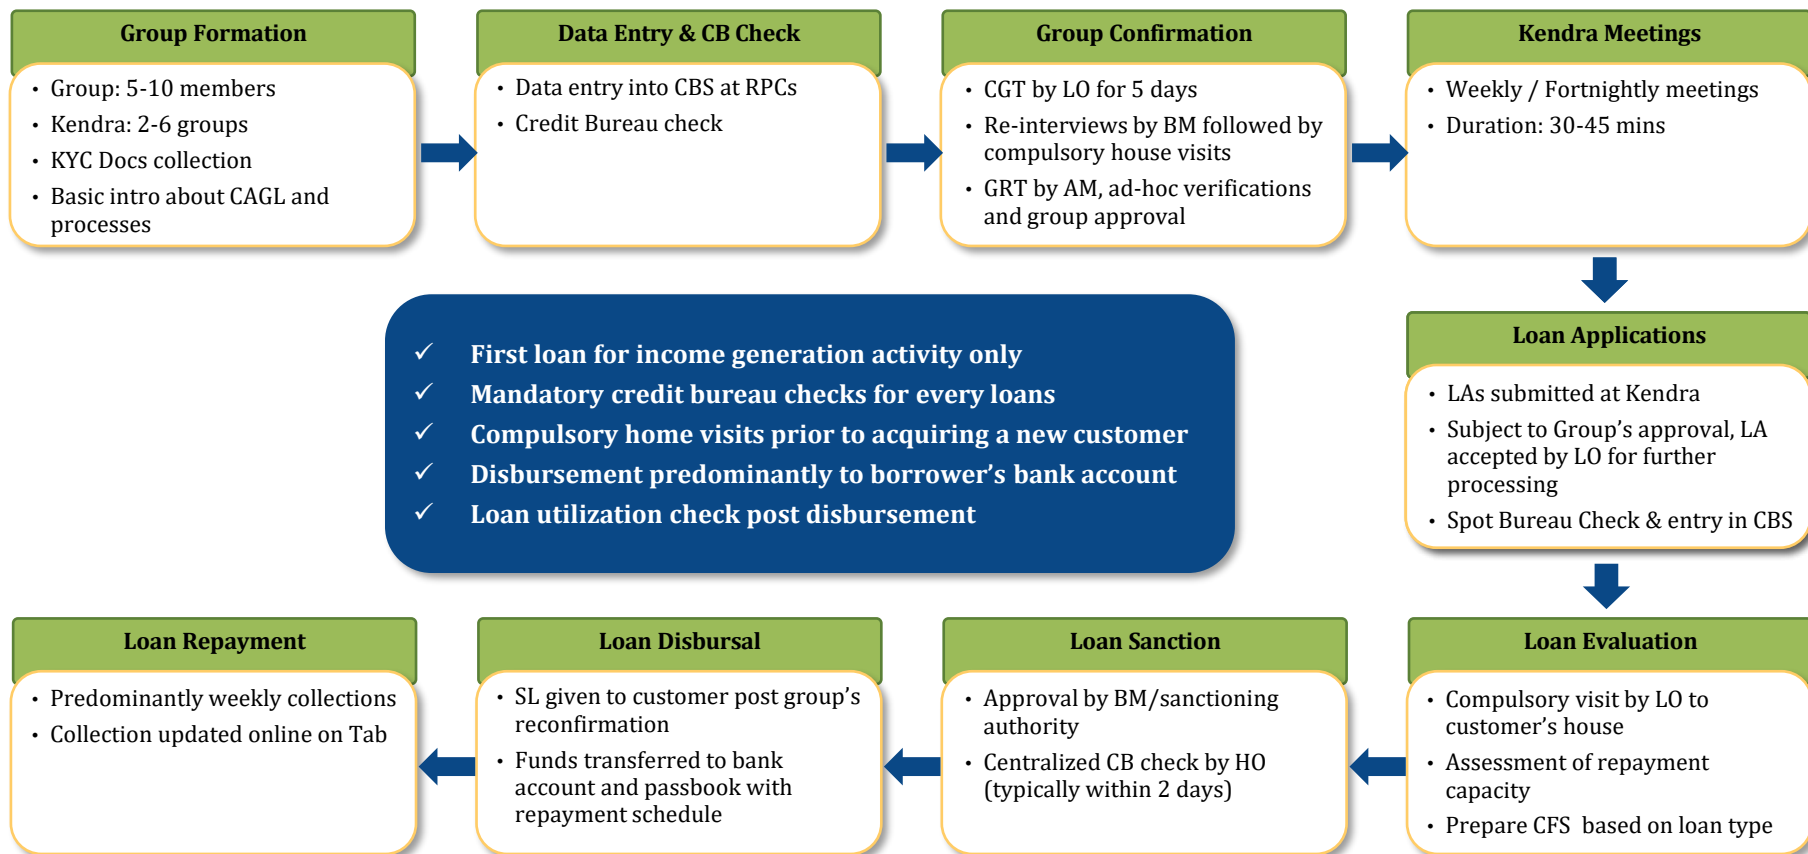 Group Formation
• Group: 5-10 members
• Kendra: 2-6 groups
• KYC Docs collection
• Basic intro about CAGL and
processes
Data Entry & CB Check
• Data entry into CBS at RPCs
• Credit Bureau check
Group Confirmation
• CGT by LO for 5 days
• Re-interviews by BM followed by
compulsory house visits
• GRT by AM, ad-hoc verifications
and group approval
Kendra Meetings
• Weekly / Fortnightly meetings
• Duration: 30-45 mins
✓ First loan for income generation activity only
✓ Mandatory credit bureau checks for every loans
✓ Compulsory home visits prior to acquiring a new customer
✓ Disbursement predominantly to borrower's bank account
✓ Loan utilization check post disbursement
Loan Applications
• LAs submitted at Kendra
• Subject to Group's approval, LA
accepted by LO for further
processing
• Spot Bureau Check & entry in CBS
Loan Evaluation
• Compulsory visit by LO to
customer's house
• Assessment of repayment
capacity
• Prepare CFS based on loan type
Loan Sanction
• Approval by BM/sanctioning
authority
• Centralized CB check by HO
(typically within 2 days)
Loan Disbursal
• SL given to customer post group's
reconfirmation
• Funds transferred to bank
account and passbook with
repayment schedule
Loan Repayment
• Predominantly weekly collections
• Collection updated online on Tab